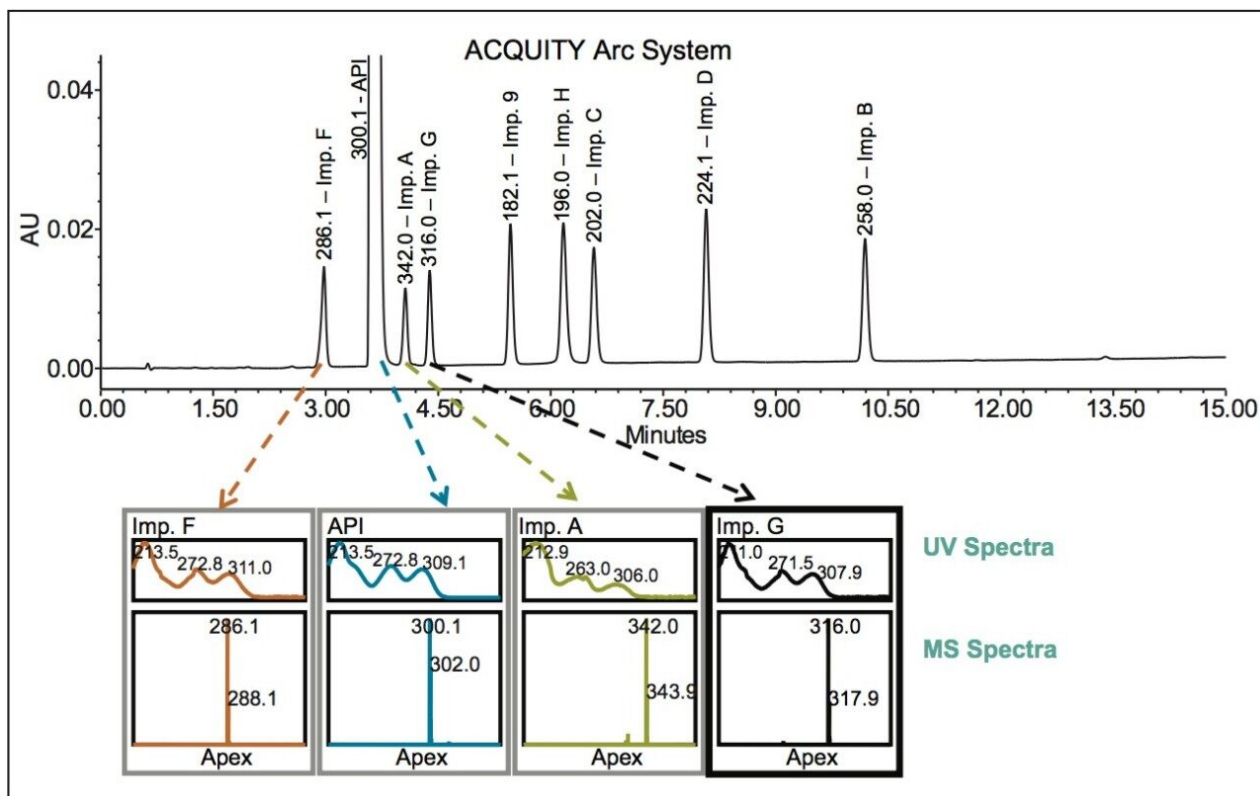 ACQUITY Arc System
AU
0.04
0.02
0.00
286.1 – Imp. F
300.1 - API
342.0 – Imp. A
316.0 – Imp. G
182.1 – Imp. 9
196.0 – Imp. H
202.0 – Imp. C
224.1 – Imp. D
258.0 – Imp. B
0.00 1.50 3.00 4.50 6.00 7.50 9.00 10.50 12.00 13.50 15.00
Minutes
Imp. F
213.5
272.8
311.0
286.1
288.1
Apex
API
213.5
272.8
309.1
300.1
302.0
Apex
Imp. A
212.9
263.0
306.0
342.0
343.9
Apex
Imp. G
271.5
307.9
316.0
317.9
Apex
UV Spectra
MS Spectra